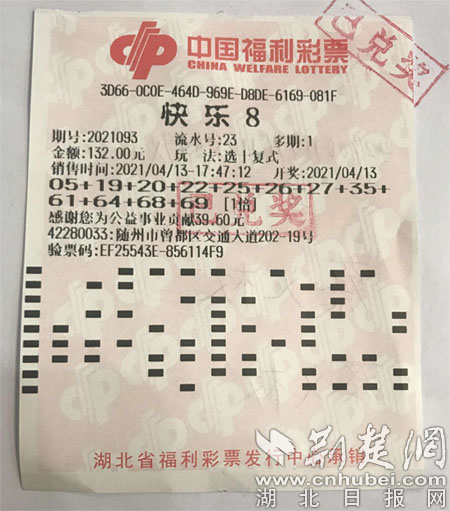 中国福利彩票
CHINA WELFARE LOTTERY
已兑奖
3D66-0C0E-464D-969E-D8DE-6169-081F
快乐8
期号:2021093 流水号:23 多期:1
金额:132.00元 玩 法:选十复式
销售时间:2021/04/13-17:47:12 开奖:2021/04/13
05+19+20+22+25+26+27+35+
61+64+68+69 [1倍]
已兑奖
感谢您为公益事业贡献39.60元
42280033:随州市曾都区交通大道202-19号
验票码:EF25543E-856114F9
湖北省福利彩票发行中心承销
荆楚网
www.cnhubei.com
湖北日报网